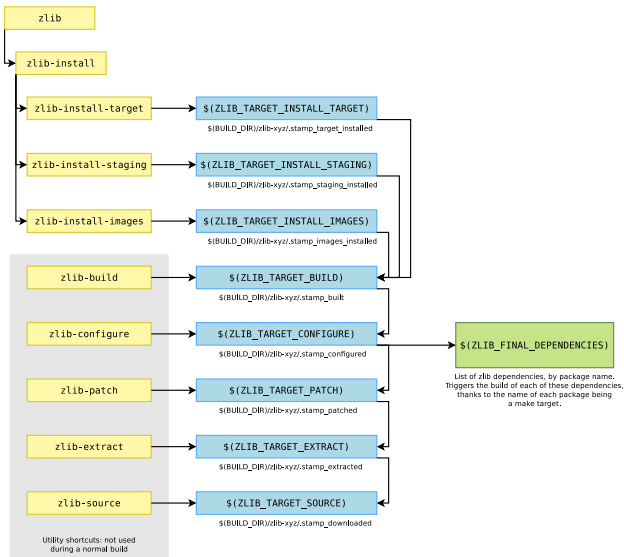 zlib
zlib-install
zlib-install-target
$(ZLIB_TARGET_INSTALL_TARGET)
$(BUILD_DIR)/zlib-xyz/.stamp_target_installed
zlib-install-staging
$(ZLIB_TARGET_INSTALL_STAGING)
$(BUILD_DIR)/zlib-xyz/.stamp_staging_installed
zlib-install-images
$(ZLIB_TARGET_INSTALL_IMAGES)
$(BUILD_DIR)/zlib-xyz/.stamp_images_installed
zlib-build
$(ZLIB_TARGET_BUILD)
$(BUILD_DIR)/zlib-xyz/.stamp_built
zlib-configure
$(ZLIB_TARGET_CONFIGURE)
$(BUILD_DIR)/zlib-xyz/.stamp_configured
$(ZLIB_FINAL_DEPENDENCIES)
List of zlib dependencies, by package name.
Triggers the build of each of these dependencies,
thanks to the name of each package being
a make target.
zlib-patch
$(ZLIB_TARGET_PATCH)
$(BUILD_DIR)/zlib-xyz/.stamp_patched
zlib-extract
$(ZLIB_TARGET_EXTRACT)
$(BUILD_DIR)/zlib-xyz/.stamp_extracted
zlib-source
$(ZLIB_TARGET_SOURCE)
$(BUILD_DIR)/zlib-xyz/.stamp_downloaded
Utility shortcuts: not used
during a normal build